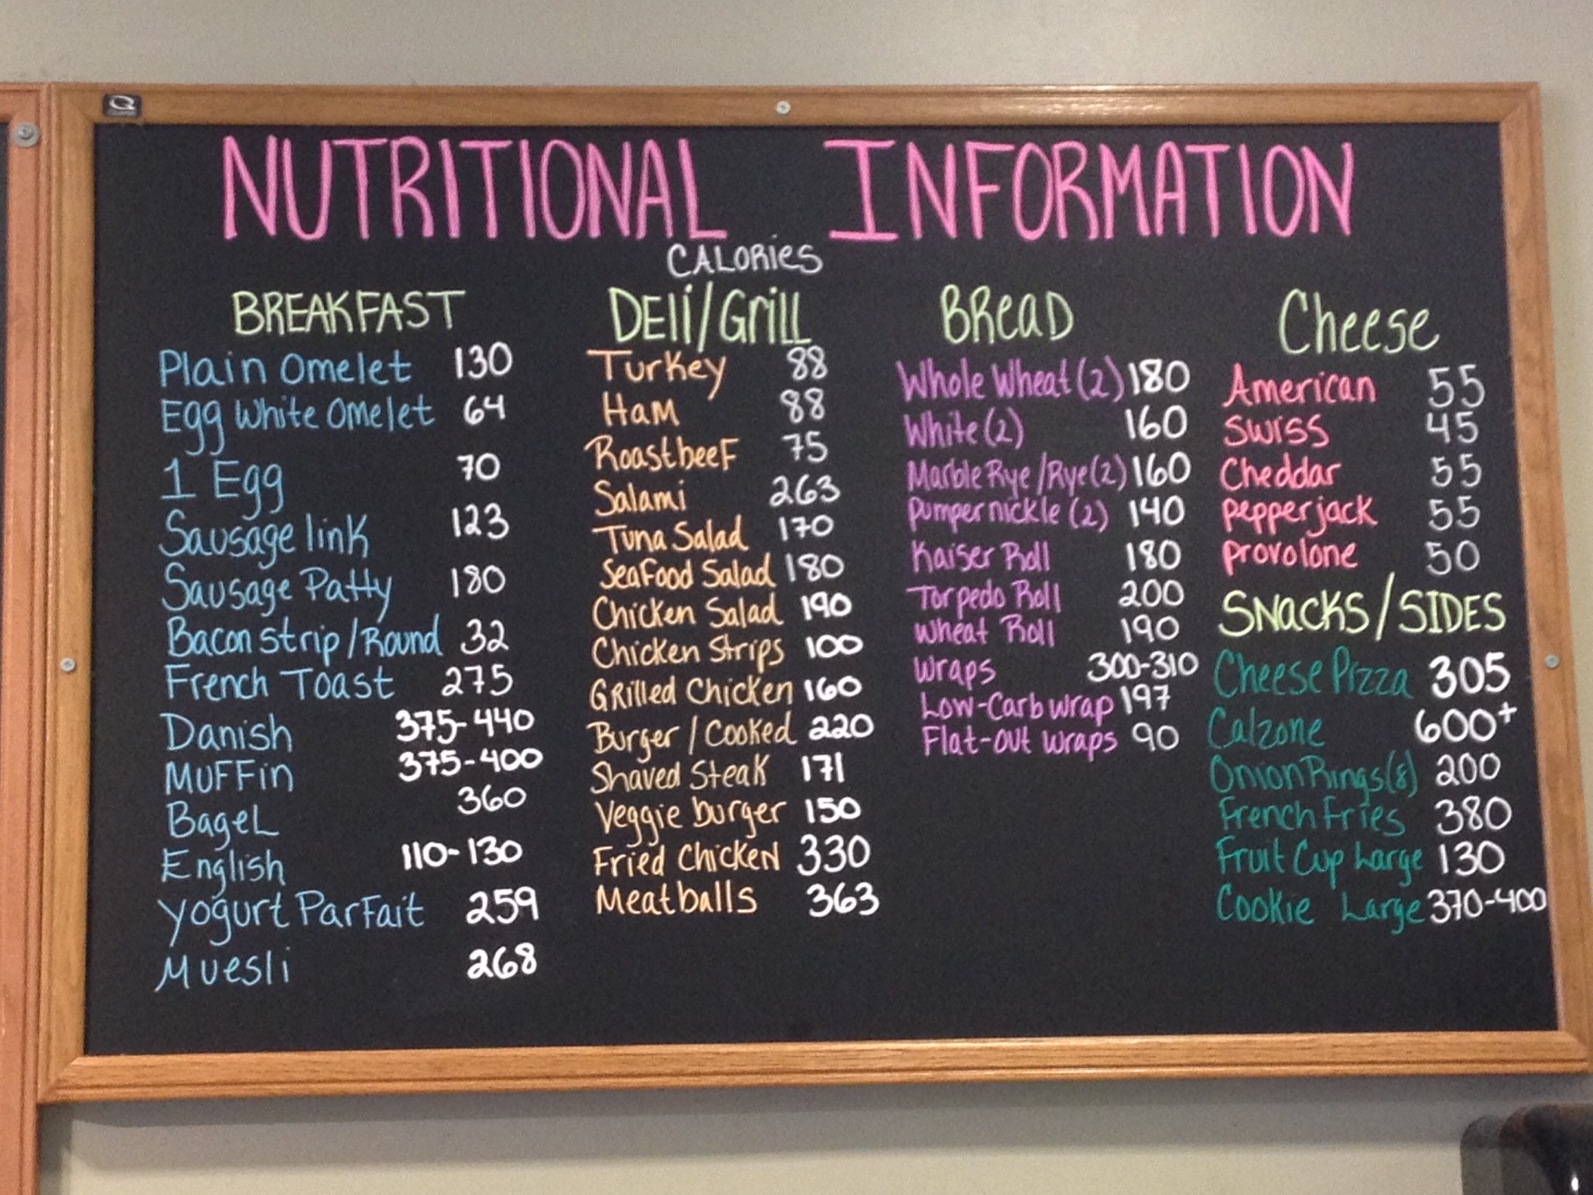 NUTRITIONAL INFORMATION
CALORIES
BREAKFAST
Plain Omelet 130
Egg White Omelet 64
1 Egg 70
Sausage link 123
Sausage Patty 180
Bacon strip/Round 32
French Toast 275
Danish 375-440
Muffin 375-400
Bagel 360
English 110-130
Yogurt Parfait 259
Muesli 268
Deli/Grill
Turkey 88
Ham 88
Roastbeef 75
Salami 263
Tuna Salad 170
Seafood Salad 180
Chicken Salad 190
Chicken Strips 100
Grilled Chicken 160
Burger/Cooked 220
Shaved Steak 171
Veggie burger 150
Fried Chicken 330
Meatballs 363
Bread
Whole Wheat (2) 180
White (2) 160
Marble Rye/Rye (2) 160
Pumpernickle (2) 140
Kaiser Roll 180
Torpedo Roll 200
Wheat Roll 190
Wraps 300-310
Low-Carb wrap 197
Flat-out wraps 90
Cheese
American 55
Swiss 45
Cheddar 55
Pepperjack 55
Provolone 50
SNACKS/SIDES
Cheese Pizza 305
Calzone 600+
Onion Rings (8) 200
French Fries 380
Fruit Cup Large 130
Cookie Large 370-400